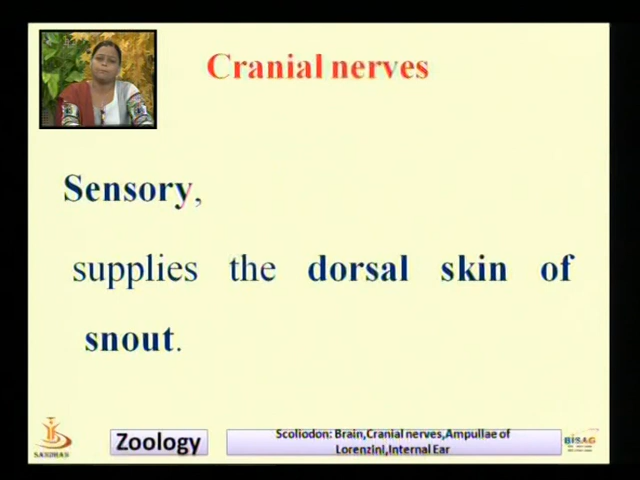 Cranial nerves
Sensory,
supplies the dorsal skin of
snout.
SANDHAN
Zoology
Scoliodon: Brain,Cranial nerves,Ampullae of
Lorenzini,Internal Ear
BISAG